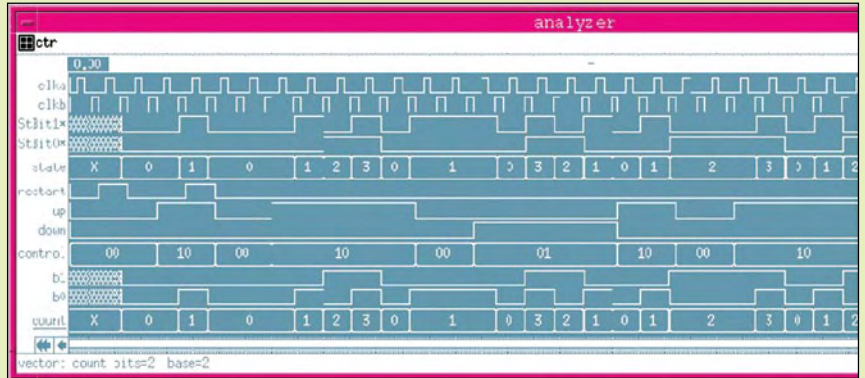 analyzer
ctr
0.00
clka
clkb
StBit1*
StBit0*
state X 0 1 0 1 2 3 0 1 3 2 1 0 1 2 3 1 2
restart
up
down
control 00 10 00 10 00 01 10 00 10
b1
b0
count X 0 1 0 1 2 3 0 1 0 3 2 1 0 1 2 3 0 1 2
vector: count bits=2 base=2